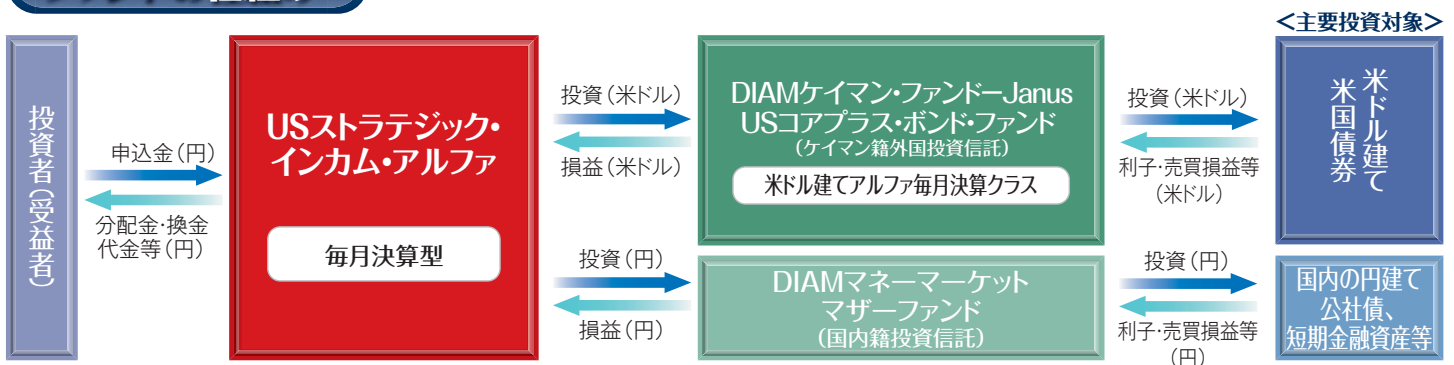 <主要投資対象>
投資者（受益者）
申込金（円）
分配金・換金
代金等（円）
USストラテジック・
インカム・アルファ
毎月決算型
投資（米ドル）
損益（米ドル）
DIAMケイマン・ファンドーJanus
USコアプラス・ボンド・ファンド
（ケイマン籍外国投資信託）
米ドル建てアルファ毎月決算クラス
投資（米ドル）
利子・売買損益等
（米ドル）
米ドル建て
米国債券
投資（円）
損益（円）
DIAMマネーマーケット
マザーファンド
（国内籍投資信託）
投資（円）
利子・売買損益等
（円）
国内の円建て
公社債、
短期金融資産等